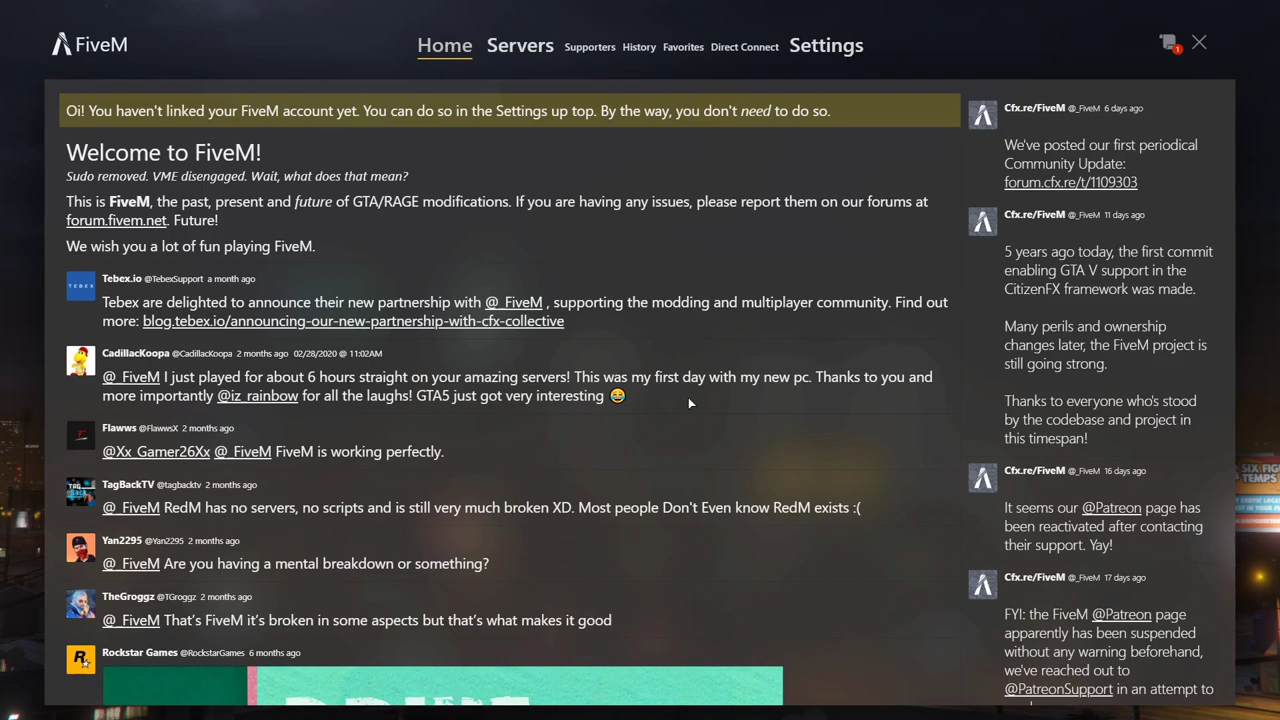 FiveM
Home Servers Supporters History Favorites Direct Connect Settings
1
Oi! You haven't linked your FiveM account yet. You can do so in the Settings up top. By the way, you don't need to do so.
Welcome to FiveM!
Sudo removed. VME disengaged. Wait, what does that mean?
This is FiveM, the past, present and future of GTA/RAGE modifications. If you are having any issues, please report them on our forums at
forum.fivem.net. Future!
We wish you a lot of fun playing FiveM.
TEBEX
Tebex.io @TebexSupport a month ago
Tebex are delighted to announce their new partnership with @_FiveM , supporting the modding and multiplayer community. Find out
more: blog.tebex.io/announcing-our-new-partnership-with-cfx-collective
CadillacKoopa @CadillacKoopa 2 months ago 02/28/2020 @ 11:02AM
@_FiveM I just played for about 6 hours straight on your amazing servers! This was my first day with my new pc. Thanks to you and
more importantly @iz_rainbow for all the laughs! GTA5 just got very interesting 😂
Flawws @FlawwsX 2 months ago
@Xx_Gamer26Xx @_FiveM FiveM is working perfectly.
TagBackTV @tagbacktv 2 months ago
@_FiveM RedM has no servers, no scripts and is still very much broken XD. Most people Don't Even know RedM exists :(
Yan2295 @Yan2295 2 months ago
@_FiveM Are you having a mental breakdown or something?
TheGroggz @TGroggz 2 months ago
@_FiveM That's FiveM it's broken in some aspects but that's what makes it good
Rockstar Games @RockstarGames 6 months ago
Cfx.re/FiveM @_FiveM 6 days ago
We've posted our first periodical
Community Update:
forum.cfx.re/t/1109303
Cfx.re/FiveM @_FiveM 11 days ago
5 years ago today, the first commit
enabling GTA V support in the
CitizenFX framework was made.
Many perils and ownership
changes later, the FiveM project is
still going strong.
Thanks to everyone who's stood
by the codebase and project in
this timespan!
Cfx.re/FiveM @_FiveM 16 days ago
It seems our @Patreon page has
been reactivated after contacting
their support. Yay!
Cfx.re/FiveM @_FiveM 17 days ago
FYI: the FiveM @Patreon page
apparently has been suspended
without any warning beforehand,
we've reached out to
@PatreonSupport in an attempt to
SIX FIG
TEMPS